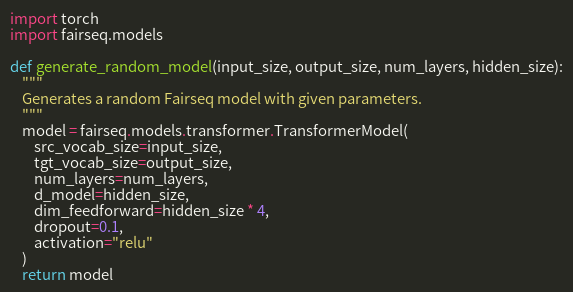 import torch
import fairseq.models

def generate_random_model(input_size, output_size, num_layers, hidden_size):
    """
    Generates a random Fairseq model with given parameters.
    """
    model = fairseq.models.transformer.TransformerModel(
        src_vocab_size=input_size,
        tgt_vocab_size=output_size,
        num_layers=num_layers,
        d_model=hidden_size,
        dim_feedforward=hidden_size * 4,
        dropout=0.1,
        activation="relu"
    )
    return model